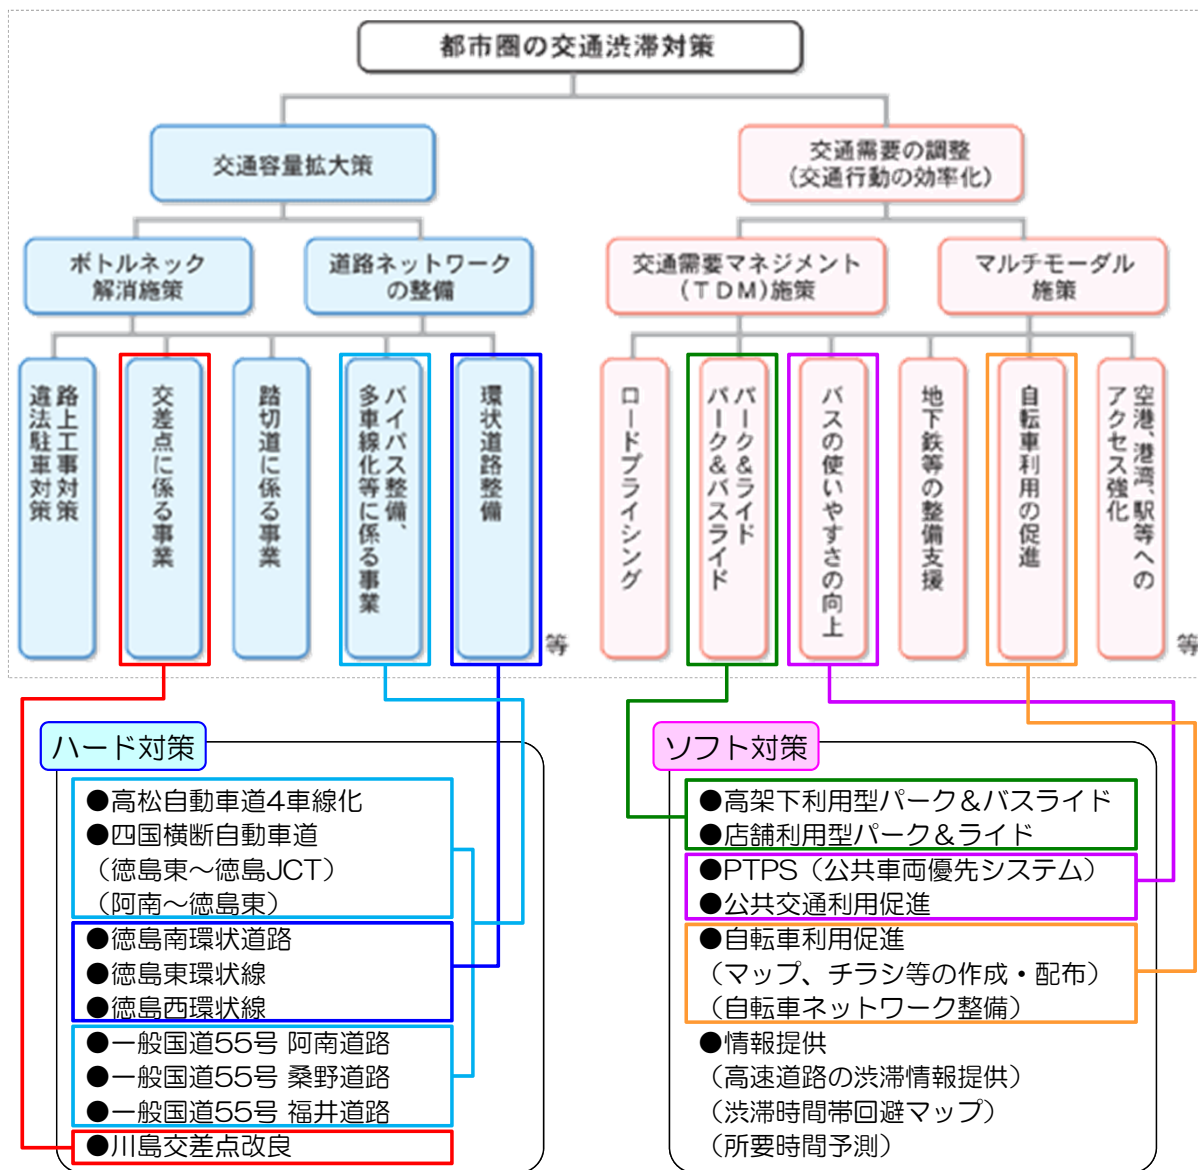 都市圏の交通渋滞対策
交通容量拡大策
交通需要の調整
(交通行動の効率化)
ボトルネック
解消施策
道路ネットワーク
の整備
交通需要マネジメント
(TDM)施策
マルチモーダル
施策
路上工事対策
違法駐車対策
交差点に係る事業
踏切道に係る事業
バイパス整備、
多車線化等に係る事業
環状道路整備
等
ロードプライシング
パーク&ライド
パーク&バスライド
バスの使いやすさの向上
地下鉄等の整備支援
自転車利用の促進
空港、港湾、駅等への
アクセス強化
等
ハード対策
●高松自動車道4車線化
●四国横断自動車道
(徳島東～徳島JCT)
(阿南～徳島東)
●徳島南環状道路
●徳島東環状線
●徳島西環状線
●一般国道55号 阿南道路
●一般国道55号 桑野道路
●一般国道55号 福井道路
●川島交差点改良
ソフト対策
●高架下利用型パーク＆バスライド
●店舗利用型パーク＆ライド
●PTPS（公共車両優先システム）
●公共交通利用促進
●自転車利用促進
（マップ、チラシ等の作成・配布）
（自転車ネットワーク整備）
●情報提供
（高速道路の渋滞情報提供）
（渋滞時間帯回避マップ）
（所要時間予測）